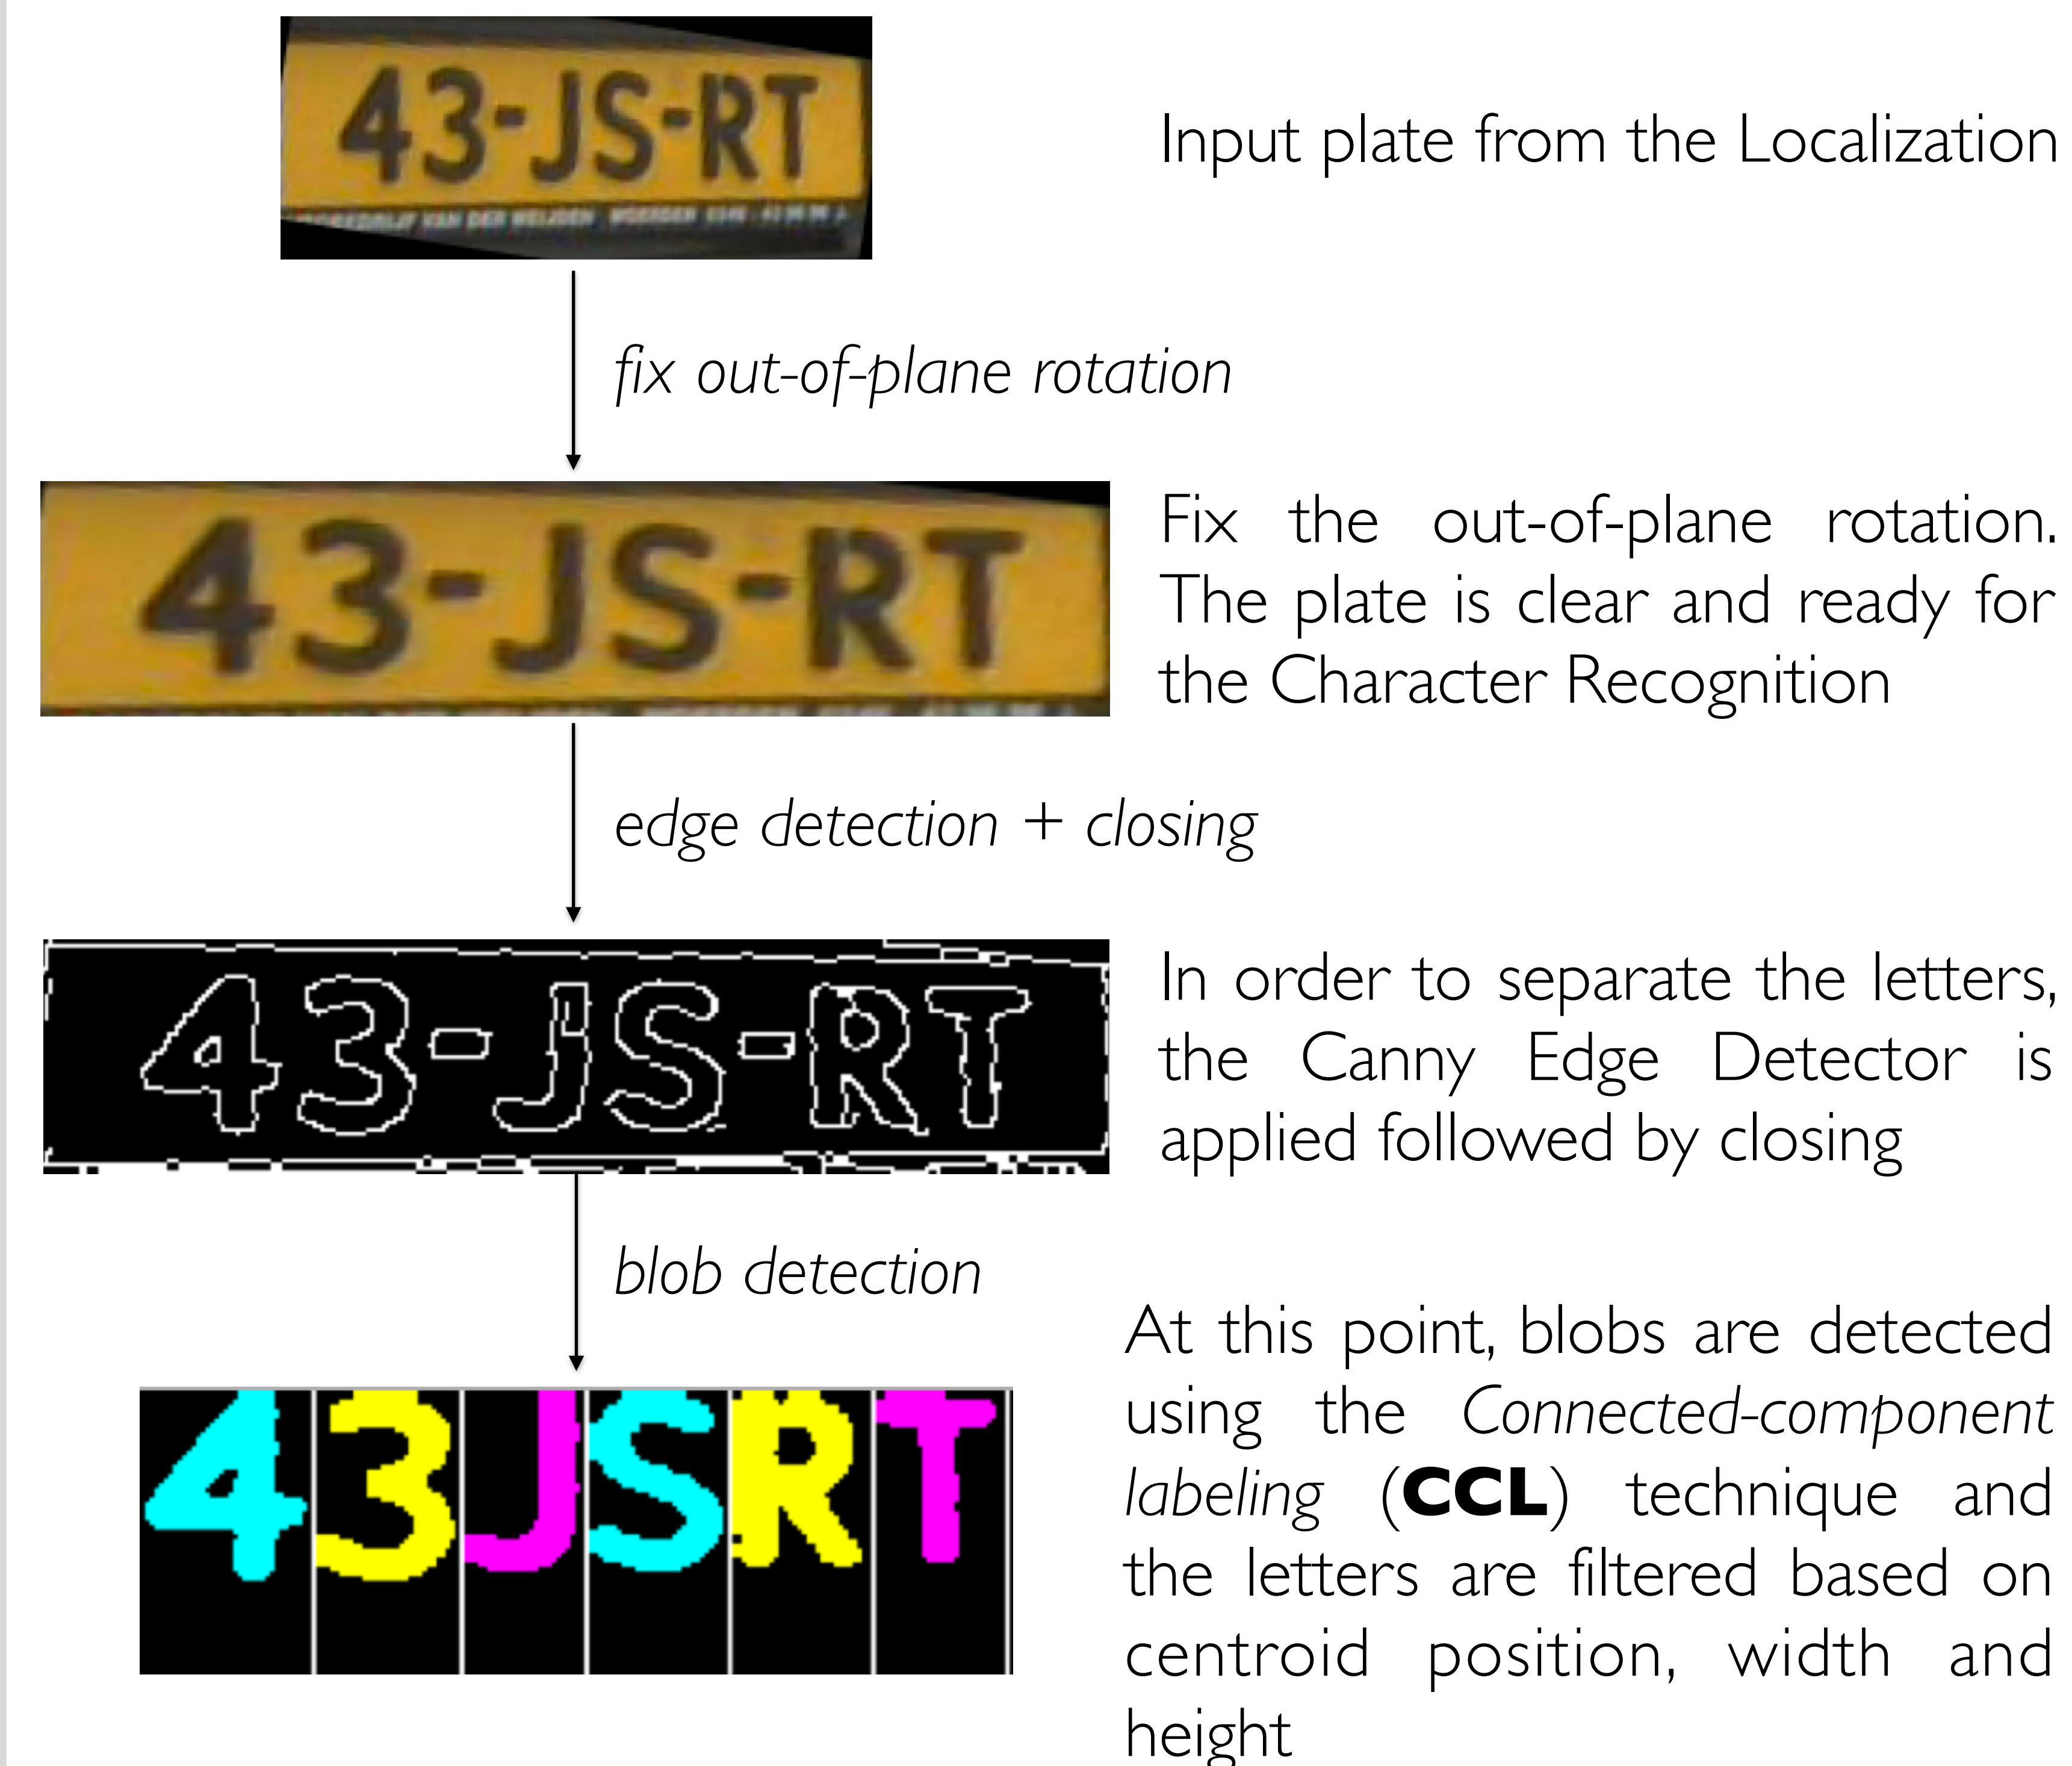 43-JS-RT
VAN DER
WOERDEN
Input plate from the Localization
fix out-of-plane rotation
43-JS-RT
Fix the out-of-plane rotation.
The plate is clear and ready for
the Character Recognition
edge detection + closing
43-JS-RT
In order to separate the letters,
the Canny Edge Detector is
applied followed by closing
blob detection
43JSRT
At this point, blobs are detected
using the Connected-component
labeling (CCL) technique and
the letters are filtered based on
centroid position, width and
height